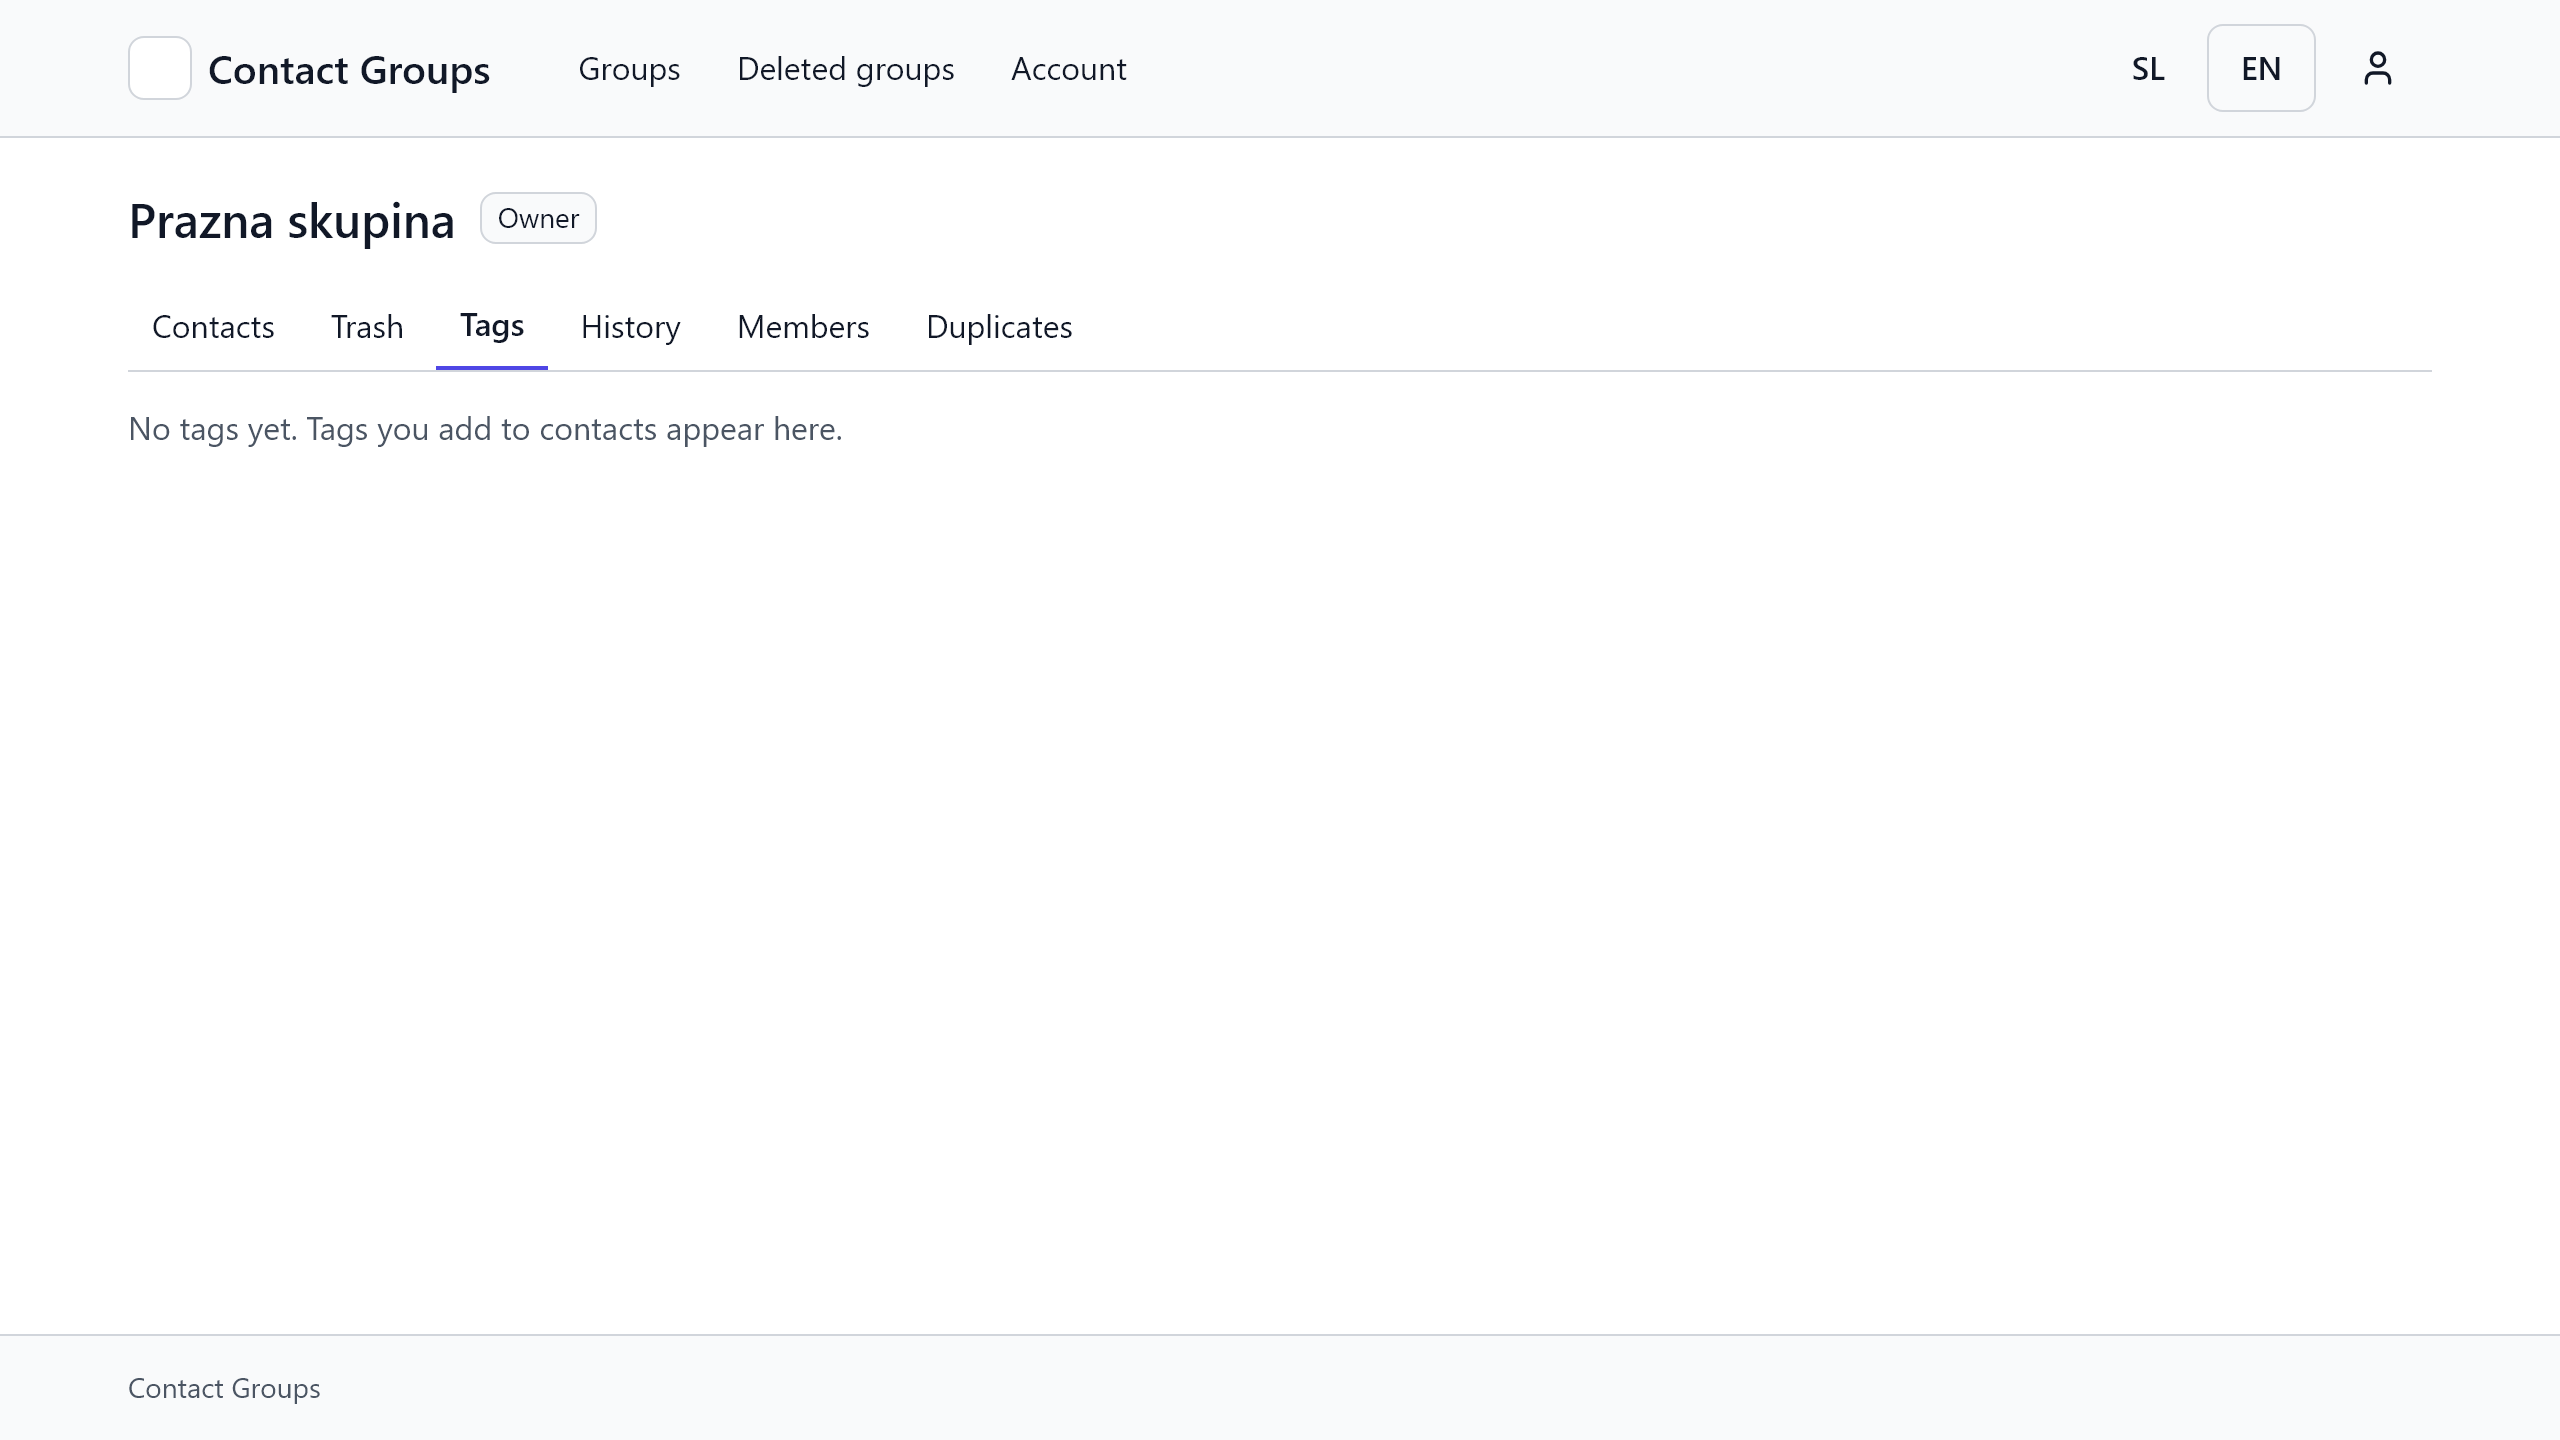 Contact Groups Groups Deleted groups Account SL EN
Prazna skupina Owner
Contacts Trash Tags History Members Duplicates
No tags yet. Tags you add to contacts appear here.
Contact Groups